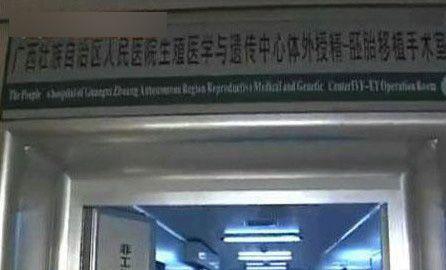 广西壮族自治区人民医院生殖医学与遗传中心体外授精-胚胎移植手术室
The People's hospital of Guangxi Zhuang Autonomous Region Reproductive Medical and Genetic Center IVF-ET Operation Room
非
工